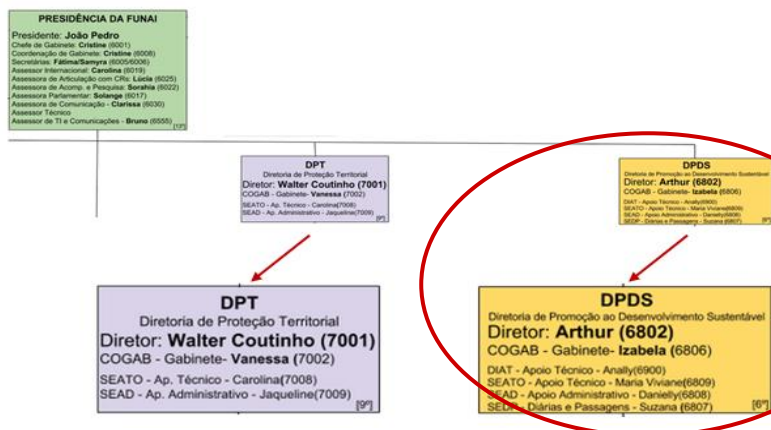 PRESIDÊNCIA DA FUNAI
Presidente: João Pedro
Chefe de Gabinete: Cristine (6001)
Coordenação de Gabinete: Cristine (6008)
Secretárias: Fátima/Samyra (6005/6006)
Assessor Internacional: Carolina (6019)
Assessora de Articulação com CRs: Lúcia (6025)
Assessora de Acomp. e Pesquisa: Sorahia (6022)
Assessora Parlamentar: Solange (6017)
Assessora de Comunicação - Clarissa (6030)
Assessor Técnico
Assessor de TI e Comunicações - Bruno (6555)
DPT
Diretoria de Proteção Territorial
Diretor: Walter Coutinho (7001)
COGAB - Gabinete- Vanessa (7002)
SEATO - Ap. Técnico - Carolina(7008)
SEAD - Ap. Administrativo - Jaqueline(7009)
[9º]
DPDS
Diretoria de Promoção ao Desenvolvimento Sustentável
Diretor: Arthur (6802)
COGAB - Gabinete- Izabela (6806)
DIAT - Apoio Técnico - Anally(6900)
SEATO - Apoio Técnico - Maria Viviane(6809)
SEAD - Apoio Administrativo - Danielly(6808)
SEDP - Diárias e Passagens - Suzana (6807)
[6º]
DPT
Diretoria de Proteção Territorial
Diretor: Walter Coutinho (7001)
COGAB - Gabinete- Vanessa (7002)
SEATO - Ap. Técnico - Carolina(7008)
SEAD - Ap. Administrativo - Jaqueline(7009)
[9º]
DPDS
Diretoria de Promoção ao Desenvolvimento Sustentável
Diretor: Arthur (6802)
COGAB - Gabinete- Izabela (6806)
DIAT - Apoio Técnico - Anally(6900)
SEATO - Apoio Técnico - Maria Viviane(6809)
SEAD - Apoio Administrativo - Danielly(6808)
SEDP - Diárias e Passagens - Suzana (6807)
[6º]